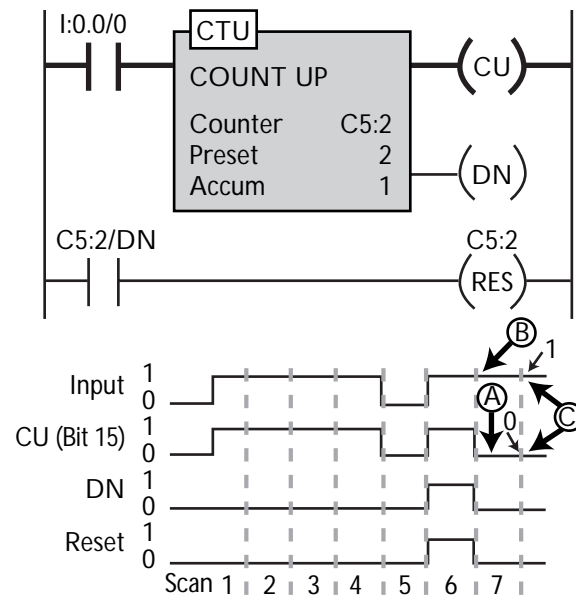 I:0.0/0
CTU
COUNT UP
Counter C5:2
Preset 2
Accum 1
CU
DN
C5:2/DN
C5:2
RES
B
1
Input 1
0
A
0
C
CU (Bit 15) 1
0
DN 1
0
Reset 1
0
Scan 1 2 3 4 5 6 7